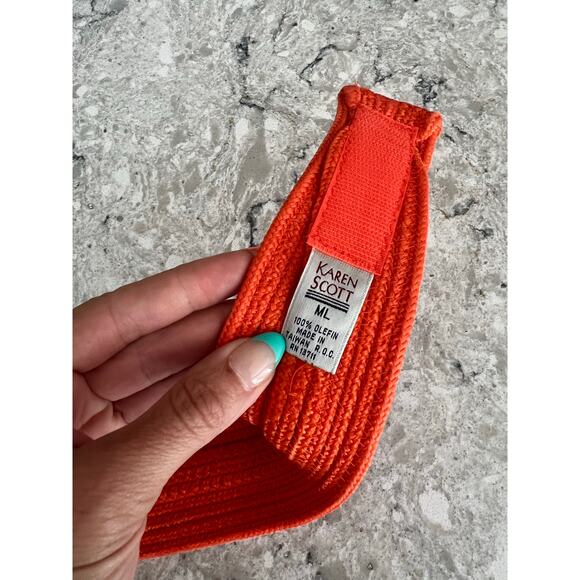 KAREN
SCOTT
ML
100% OLEFIN
MADE IN
TAIWAN R.O.C.
RN 13711